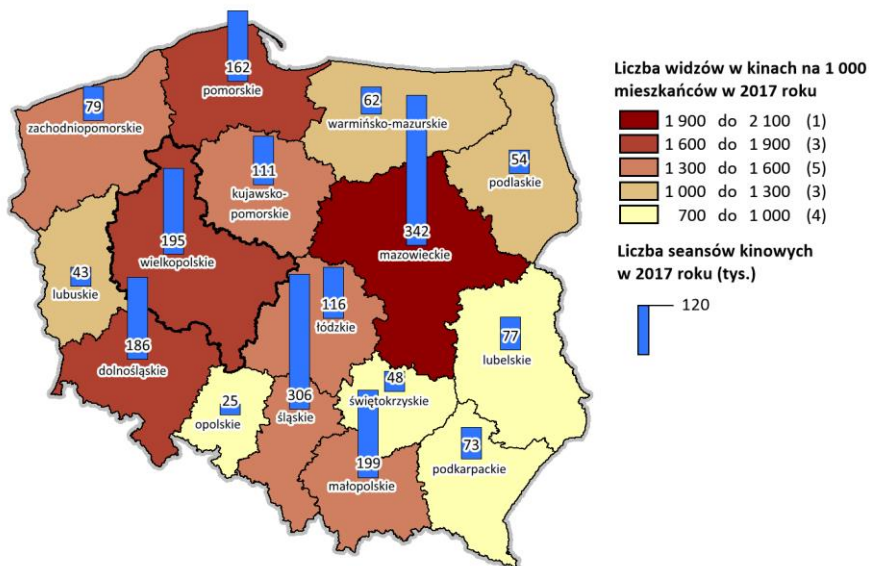 162
pomorskie
79
zachodniopomorskie
62
warmińsko-mazurskie
111
kujawsko-
pomorskie
54
podlaskie
342
mazowieckie
195
wielkopolskie
43
lubuskie
116
łódzkie
186
dolnośląskie
77
lubelskie
25
opolskie
306
śląskie
48
świętokrzyskie
199
małopolskie
73
podkarpackie
Liczba widzów w kinach na 1 000
mieszkańców w 2017 roku
1 900 do 2 100 (1)
1 600 do 1 900 (3)
1 300 do 1 600 (5)
1 000 do 1 300 (3)
700 do 1 000 (4)
Liczba seansów kinowych
w 2017 roku (tys.)
120